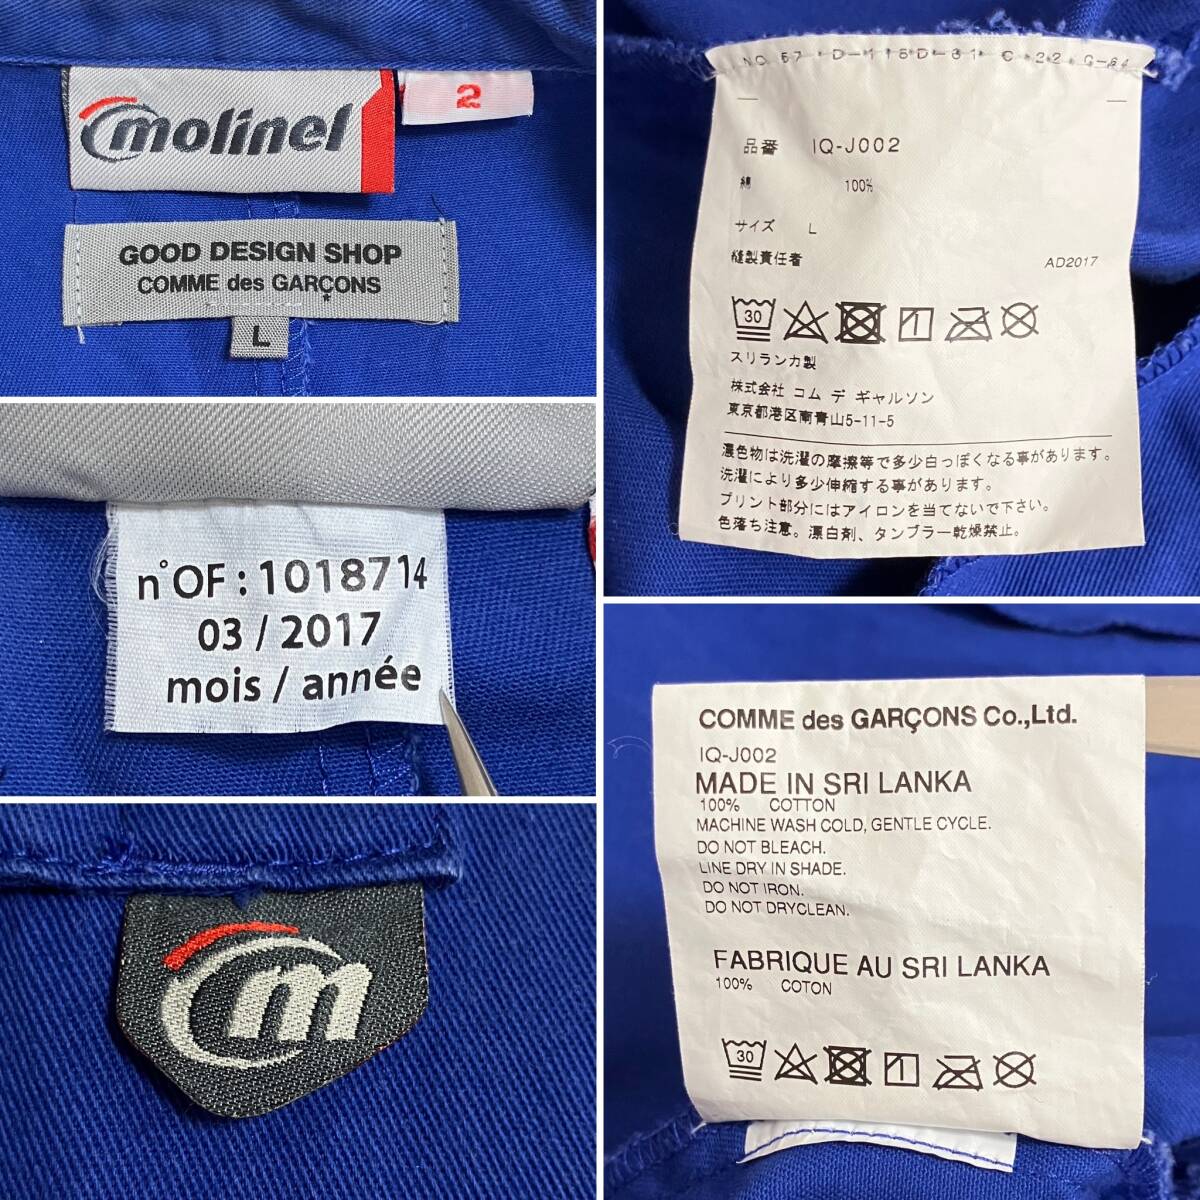 molinel
2
GOOD DESIGN SHOP
COMME des GARÇONS
L
n°OF : 1018714
03 / 2017
mois / année
m
品番 IQ-J002
綿 100%
サイズ L
縫製責任者
AD2017
30
スリランカ製
株式会社 コム デ ギャルソン
東京都港区南青山5-11-5
濃色物は洗濯の摩擦等で多少白っぽくなる事があります。
洗濯により多少伸縮する事があります。
プリント部分にはアイロンを当てないで下さい。
色落ち注意。漂白剤、タンブラー乾燥禁止。
COMME des GARÇONS Co.,Ltd.
IQ-J002
MADE IN SRI LANKA
100% COTTON
MACHINE WASH COLD, GENTLE CYCLE.
DO NOT BLEACH.
LINE DRY IN SHADE.
DO NOT IRON.
DO NOT DRYCLEAN.
FABRIQUE AU SRI LANKA
100% COTON
30